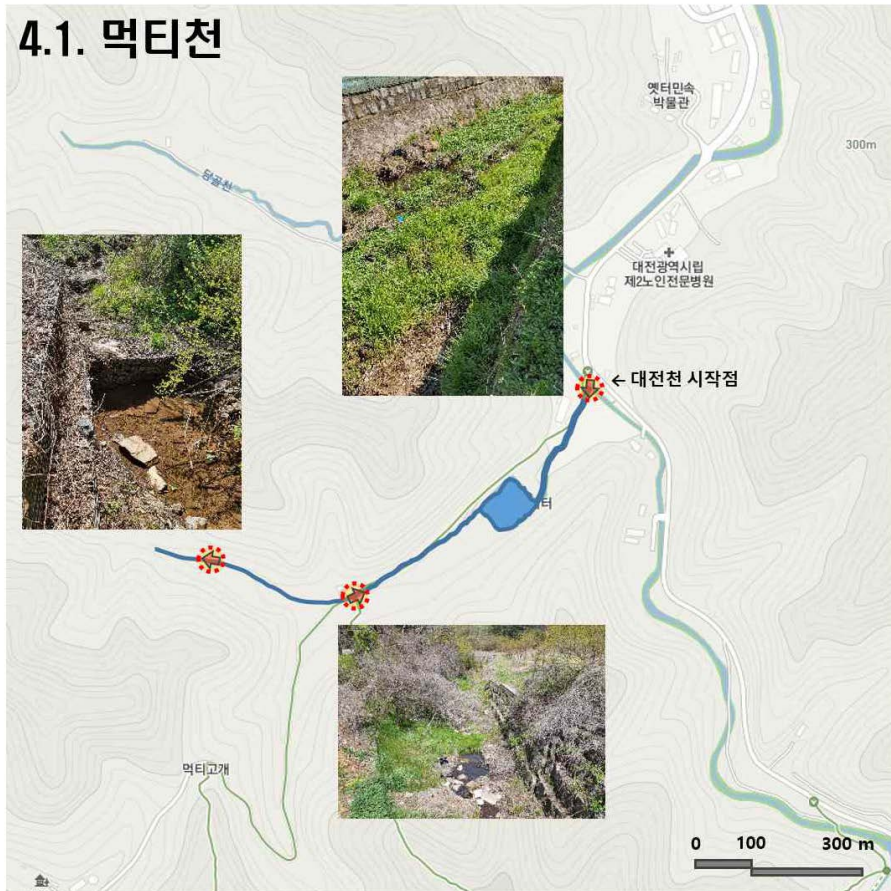 4.1. 먹티천
옛터민속
박물관
300m
당골천
대전광역시립
제2노인전문병원
← 대전천 시작점
터
먹티고개
0 100 300 m